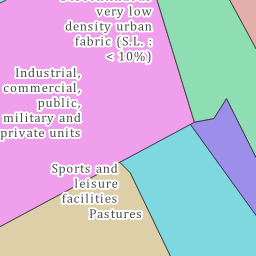 very low
density urban
fabric (S.L. :
< 10%)
Industrial,
commercial,
public,
military and
private units
Sports and
leisure
facilities
Pastures